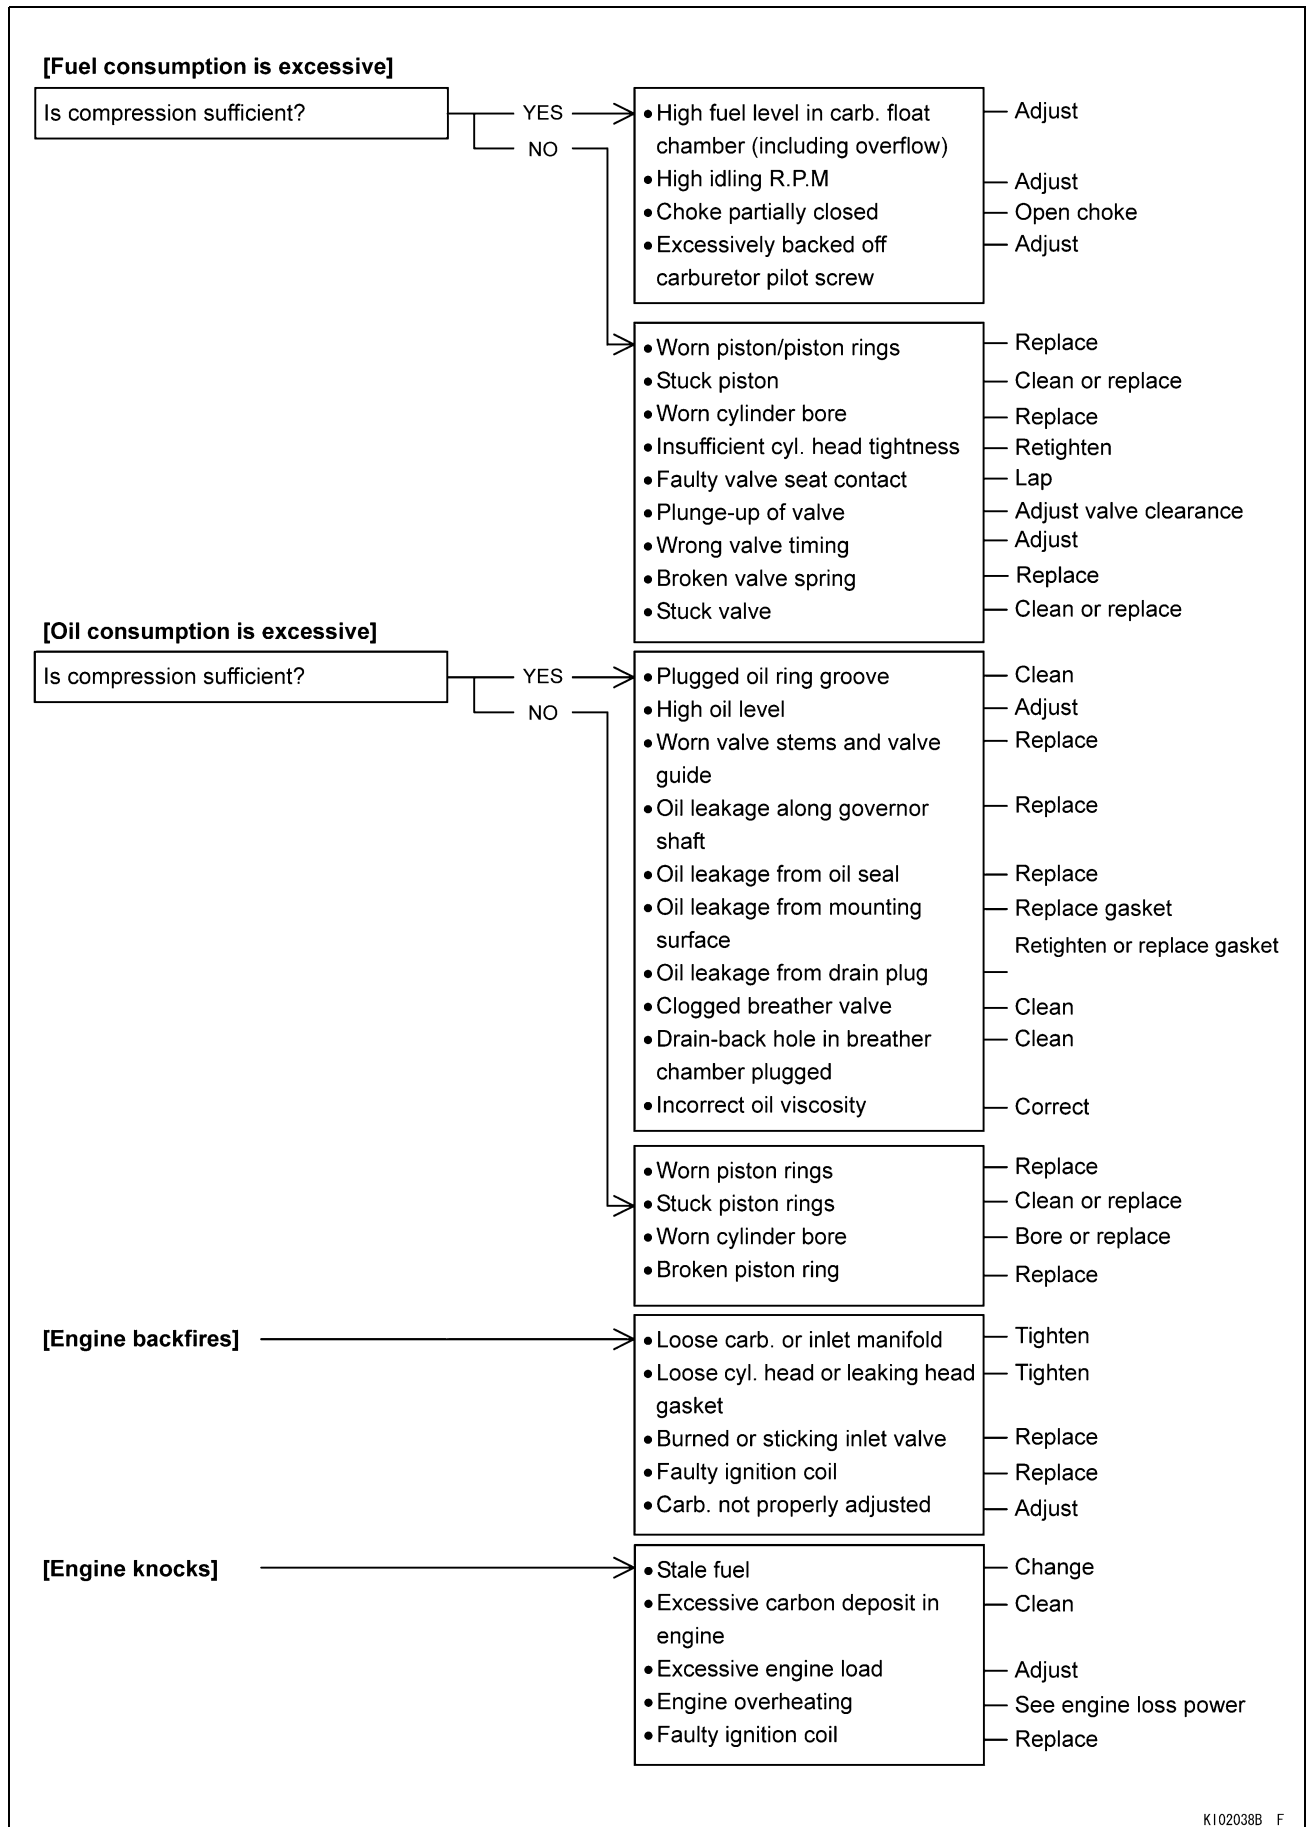 [Fuel consumption is excessive]
Is compression sufficient?
YES
NO
•High fuel level in carb. float
chamber (including overflow)
•High idling R.P.M
•Choke partially closed
•Excessively backed off
carburetor pilot screw
Adjust
Adjust
Open choke
Adjust
•Worn piston/piston rings
•Stuck piston
•Worn cylinder bore
•Insufficient cyl. head tightness
•Faulty valve seat contact
•Plunge-up of valve
•Wrong valve timing
•Broken valve spring
•Stuck valve
Replace
Clean or replace
Replace
Retighten
Lap
Adjust valve clearance
Adjust
Replace
Clean or replace
[Oil consumption is excessive]
Is compression sufficient?
YES
NO
•Plugged oil ring groove
•High oil level
•Worn valve stems and valve
guide
•Oil leakage along governor
shaft
•Oil leakage from oil seal
•Oil leakage from mounting
surface
•Oil leakage from drain plug
•Clogged breather valve
•Drain-back hole in breather
chamber plugged
•Incorrect oil viscosity
Clean
Adjust
Replace
Replace
Replace
Replace gasket
Retighten or replace gasket
Clean
Clean
Correct
•Worn piston rings
•Stuck piston rings
•Worn cylinder bore
•Broken piston ring
Replace
Clean or replace
Bore or replace
Replace
[Engine backfires]
•Loose carb. or inlet manifold
•Loose cyl. head or leaking head
gasket
•Burned or sticking inlet valve
•Faulty ignition coil
•Carb. not properly adjusted
Tighten
Tighten
Replace
Replace
Adjust
[Engine knocks]
•Stale fuel
•Excessive carbon deposit in
engine
•Excessive engine load
•Engine overheating
•Faulty ignition coil
Change
Clean
Adjust
See engine loss power
Replace
KI02038B F